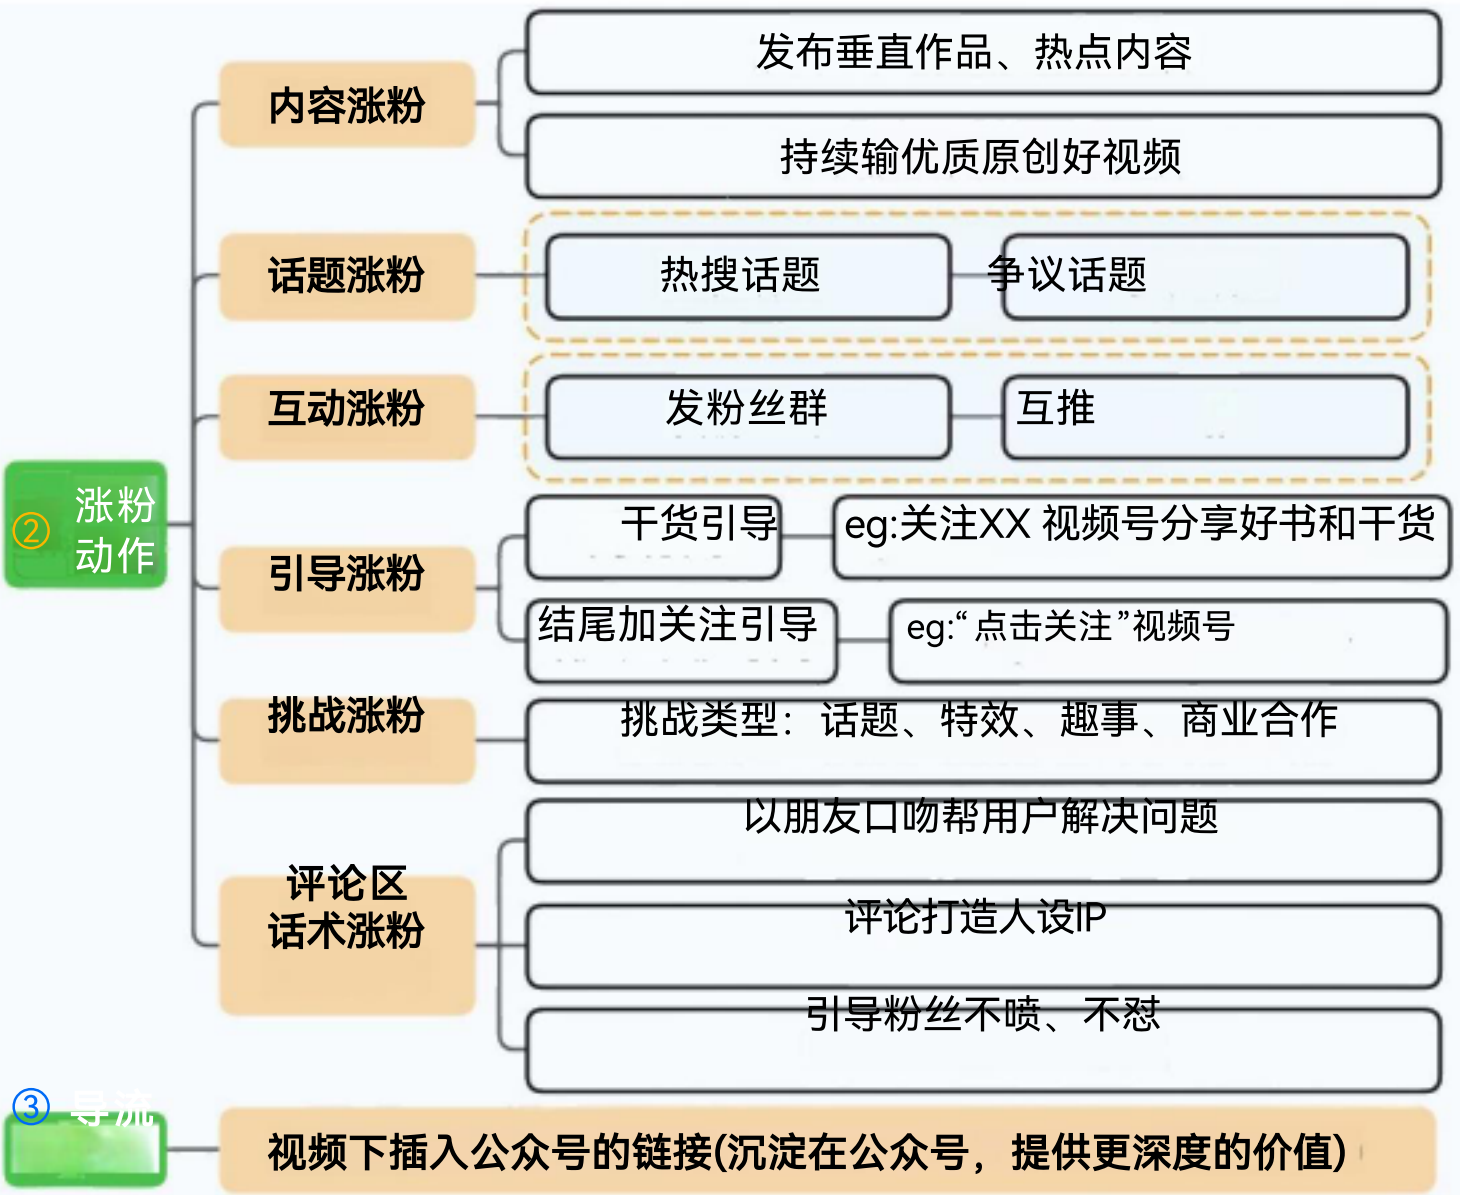 发布垂直作品、热点内容
内容涨粉
持续输优质原创好视频
话题涨粉
热搜话题
争议话题
互动涨粉
发粉丝群
互推
② 涨粉
动作
引导涨粉
干货引导
eg:关注XX 视频号分享好书和干货
结尾加关注引导
eg:“点击关注”视频号
挑战涨粉
挑战类型：话题、特效、趣事、商业合作
评论区
话术涨粉
以朋友口吻帮用户解决问题
评论打造人设IP
引导粉丝不喷、不怼
③ 导流
视频下插入公众号的链接(沉淀在公众号，提供更深度的价值)